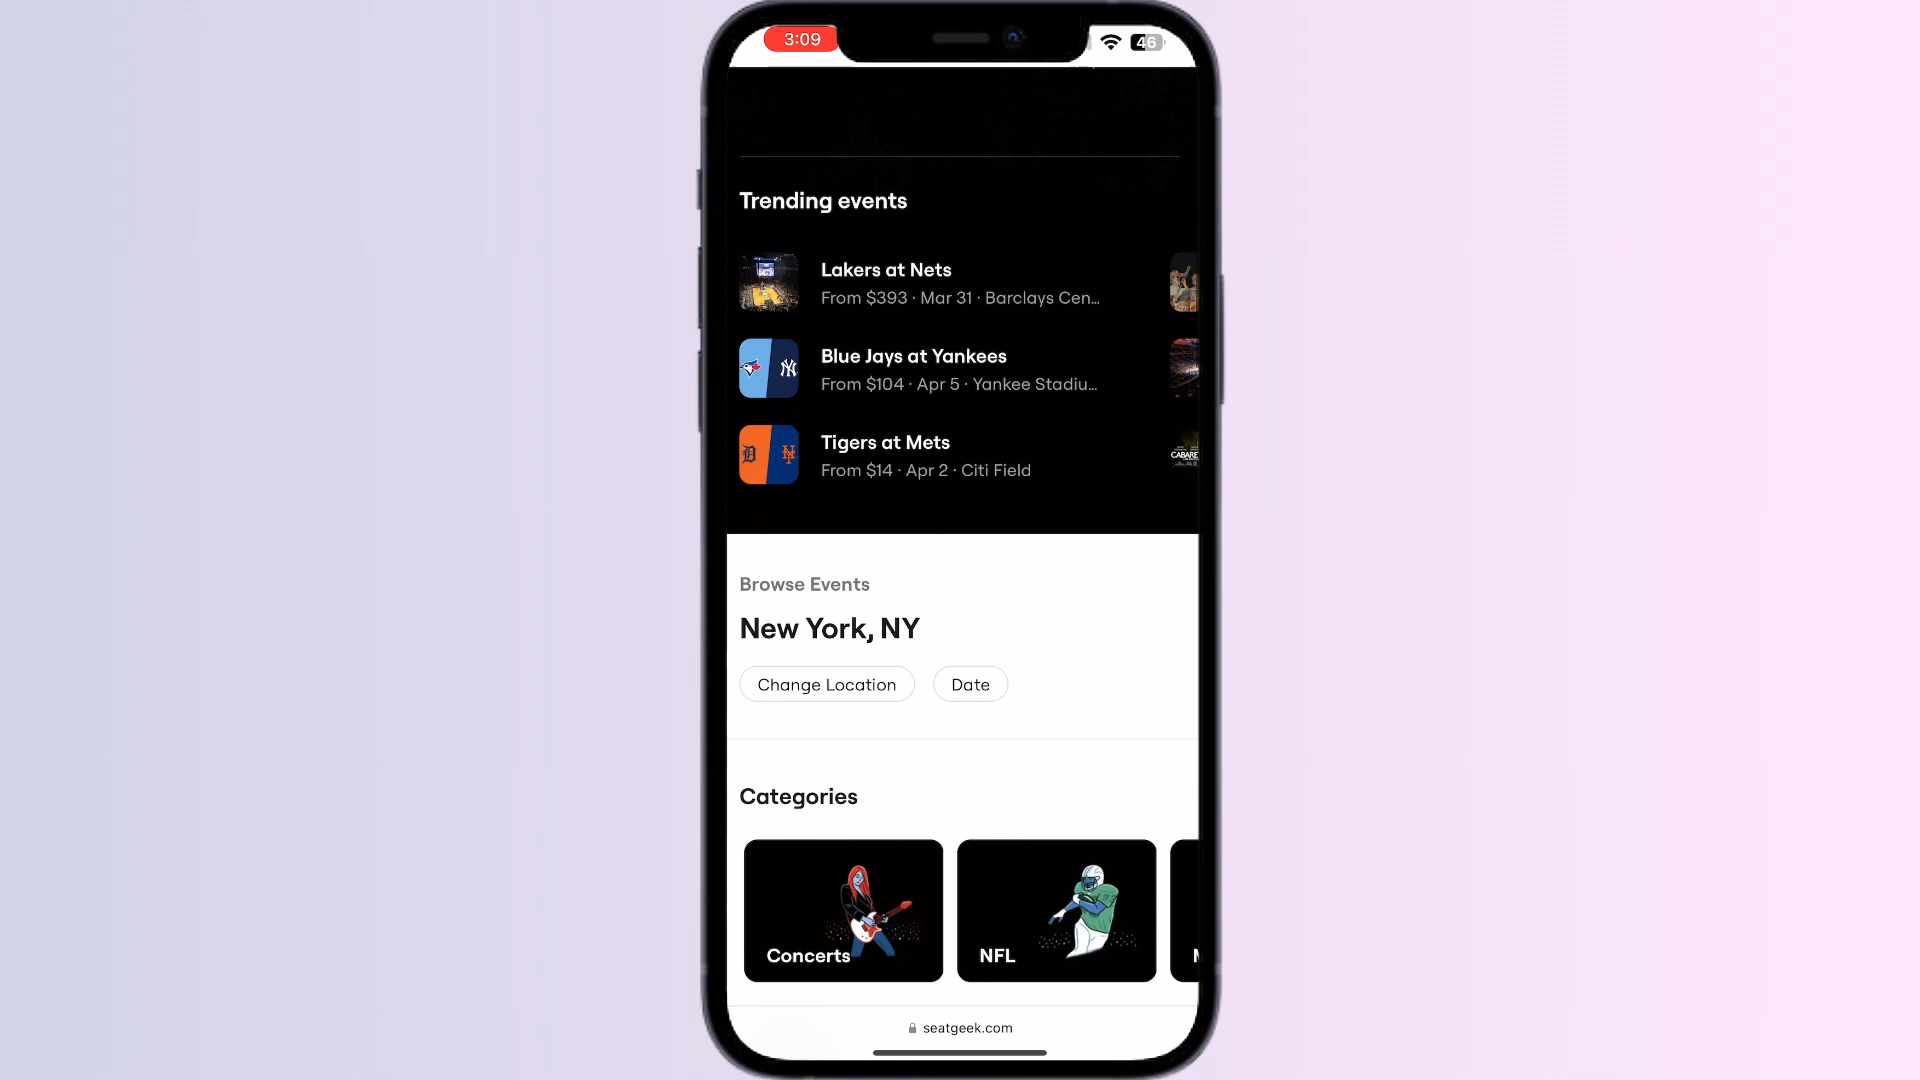 3:09
46
Trending events
Lakers at Nets
From $393 · Mar 31 · Barclays Cen...
Blue Jays at Yankees
From $104 · Apr 5 · Yankee Stadiu...
Tigers at Mets
From $14 · Apr 2 · Citi Field
CABARE
Browse Events
New York, NY
Change Location
Date
Categories
Concerts
NFL
seatgeek.com